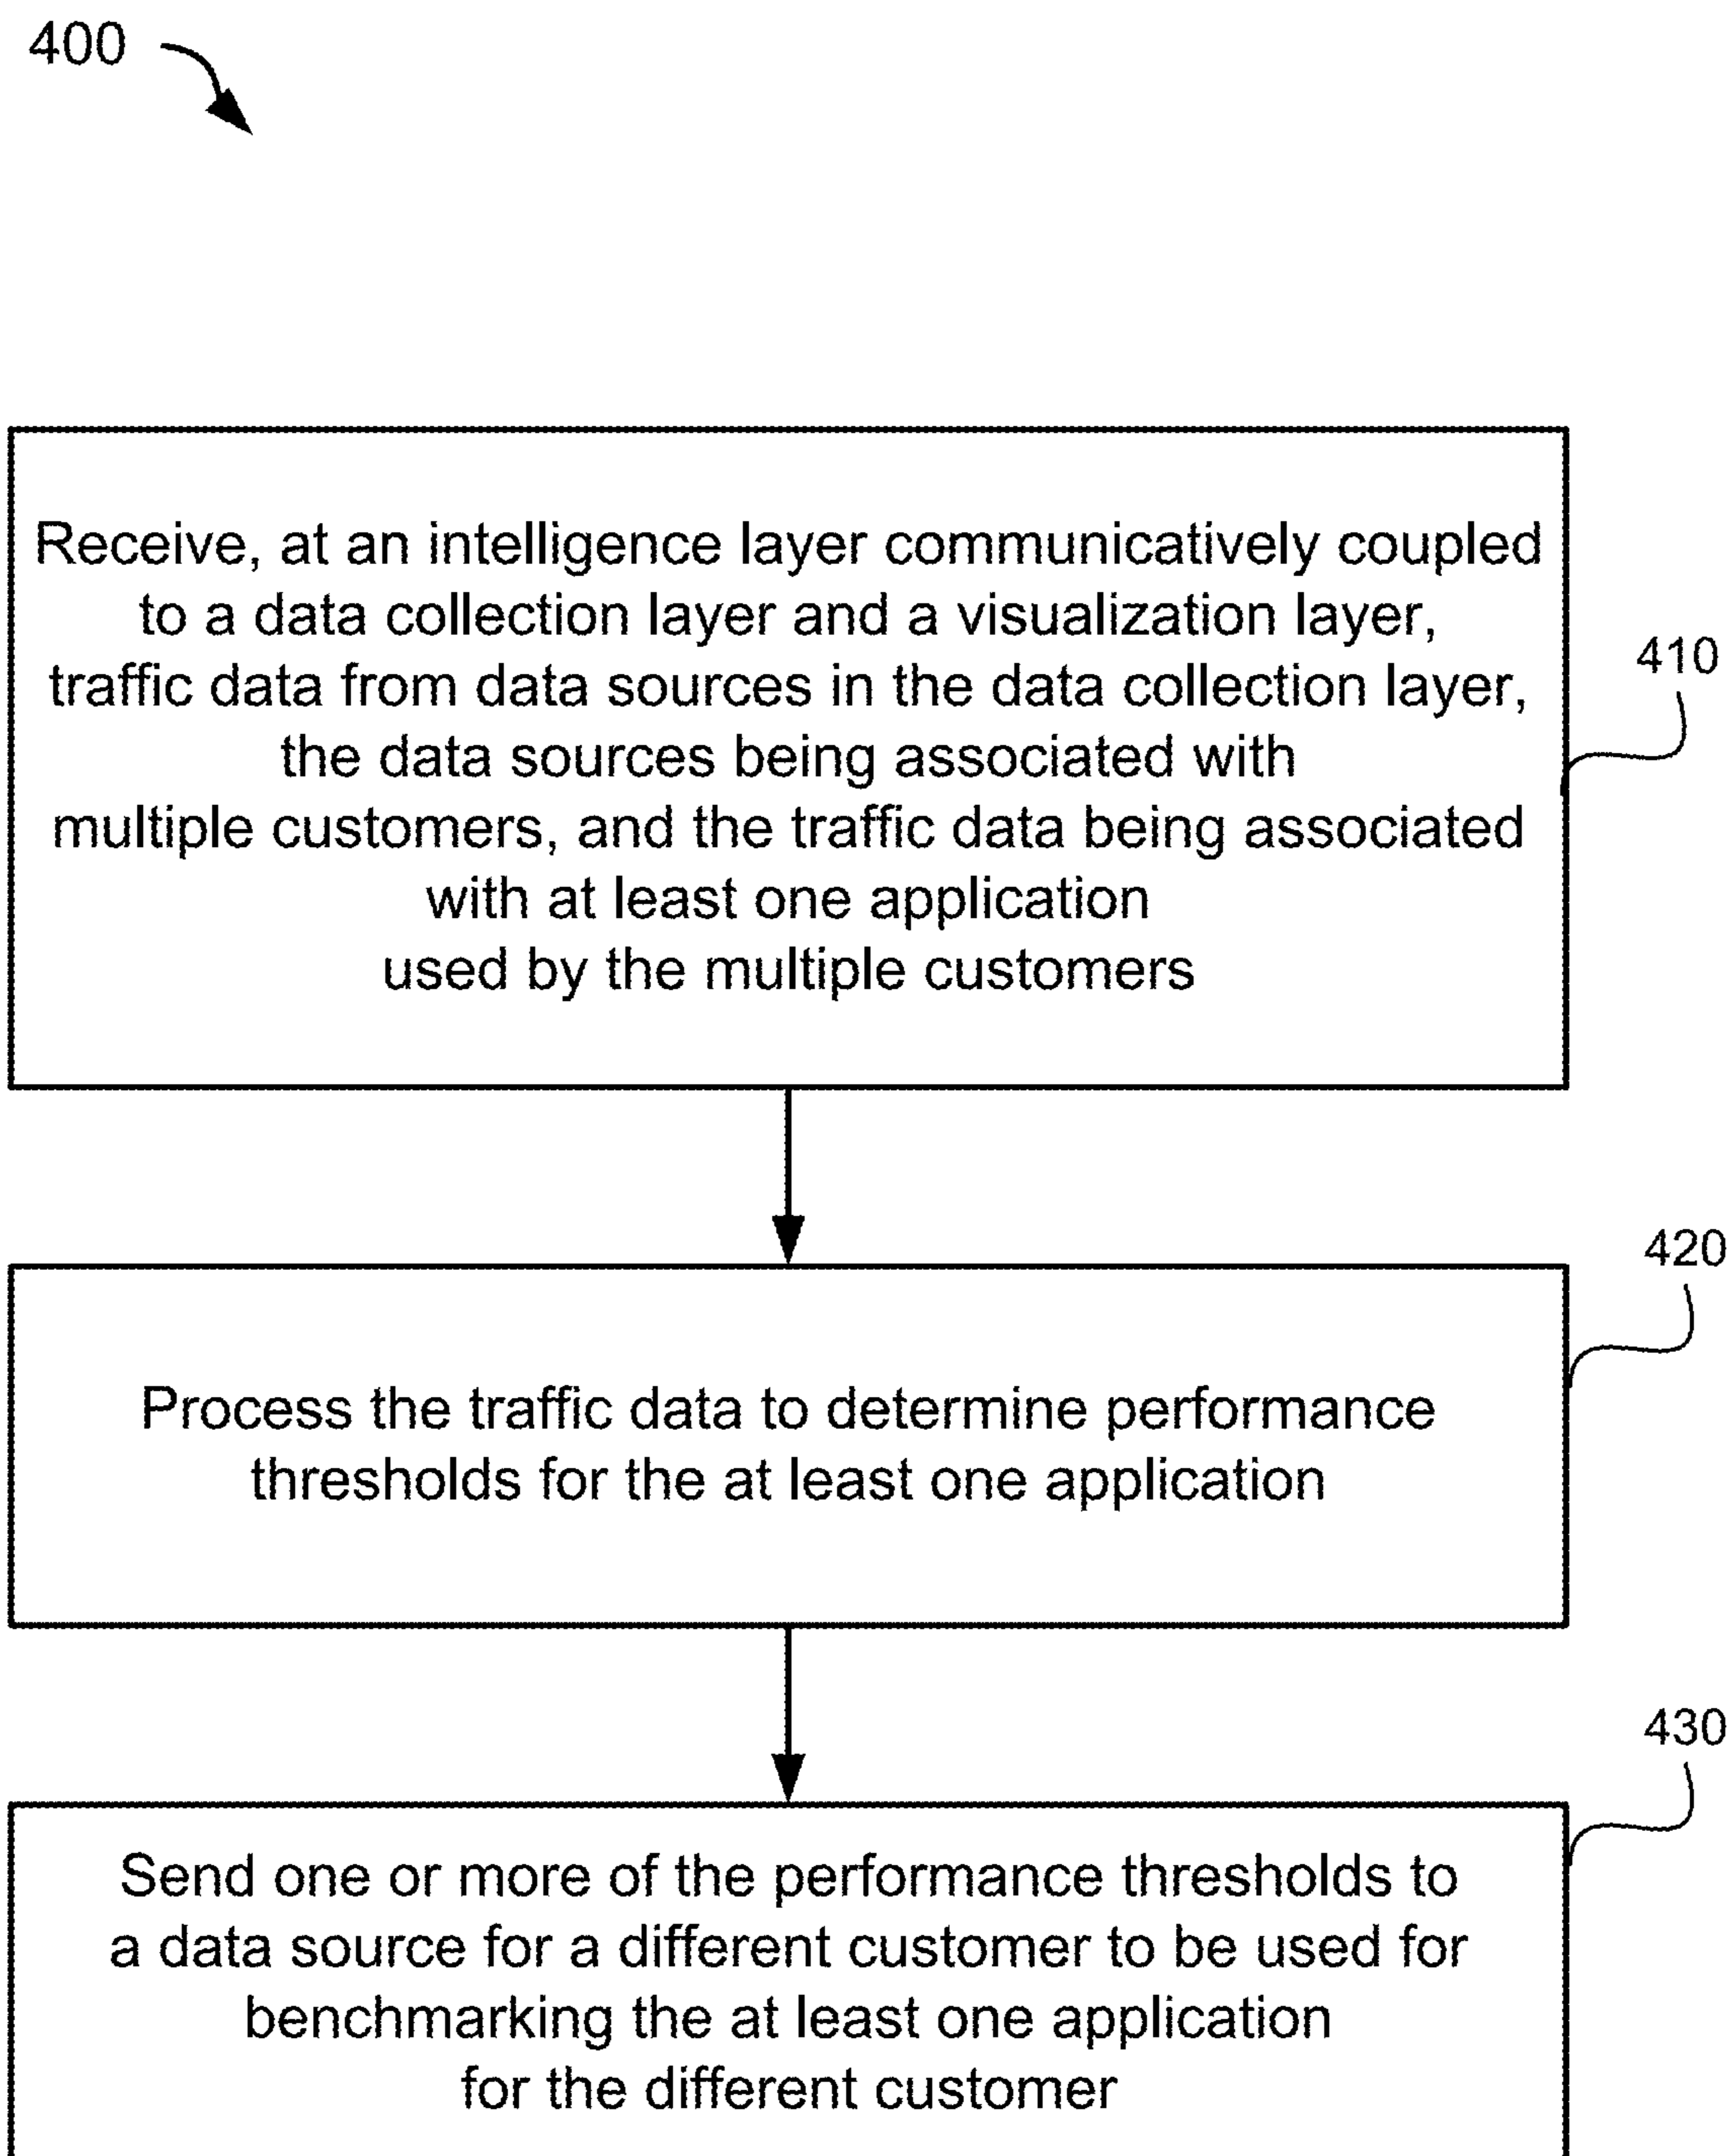 400
Receive, at an intelligence layer communicatively coupled
to a data collection layer and a visualization layer,
traffic data from data sources in the data collection layer,
the data sources being associated with
multiple customers, and the traffic data being associated
with at least one application
used by the multiple customers
410
420
Process the traffic data to determine performance
thresholds for the at least one application
430
Send one or more of the performance thresholds to
a data source for a different customer to be used for
benchmarking the at least one application
for the different customer